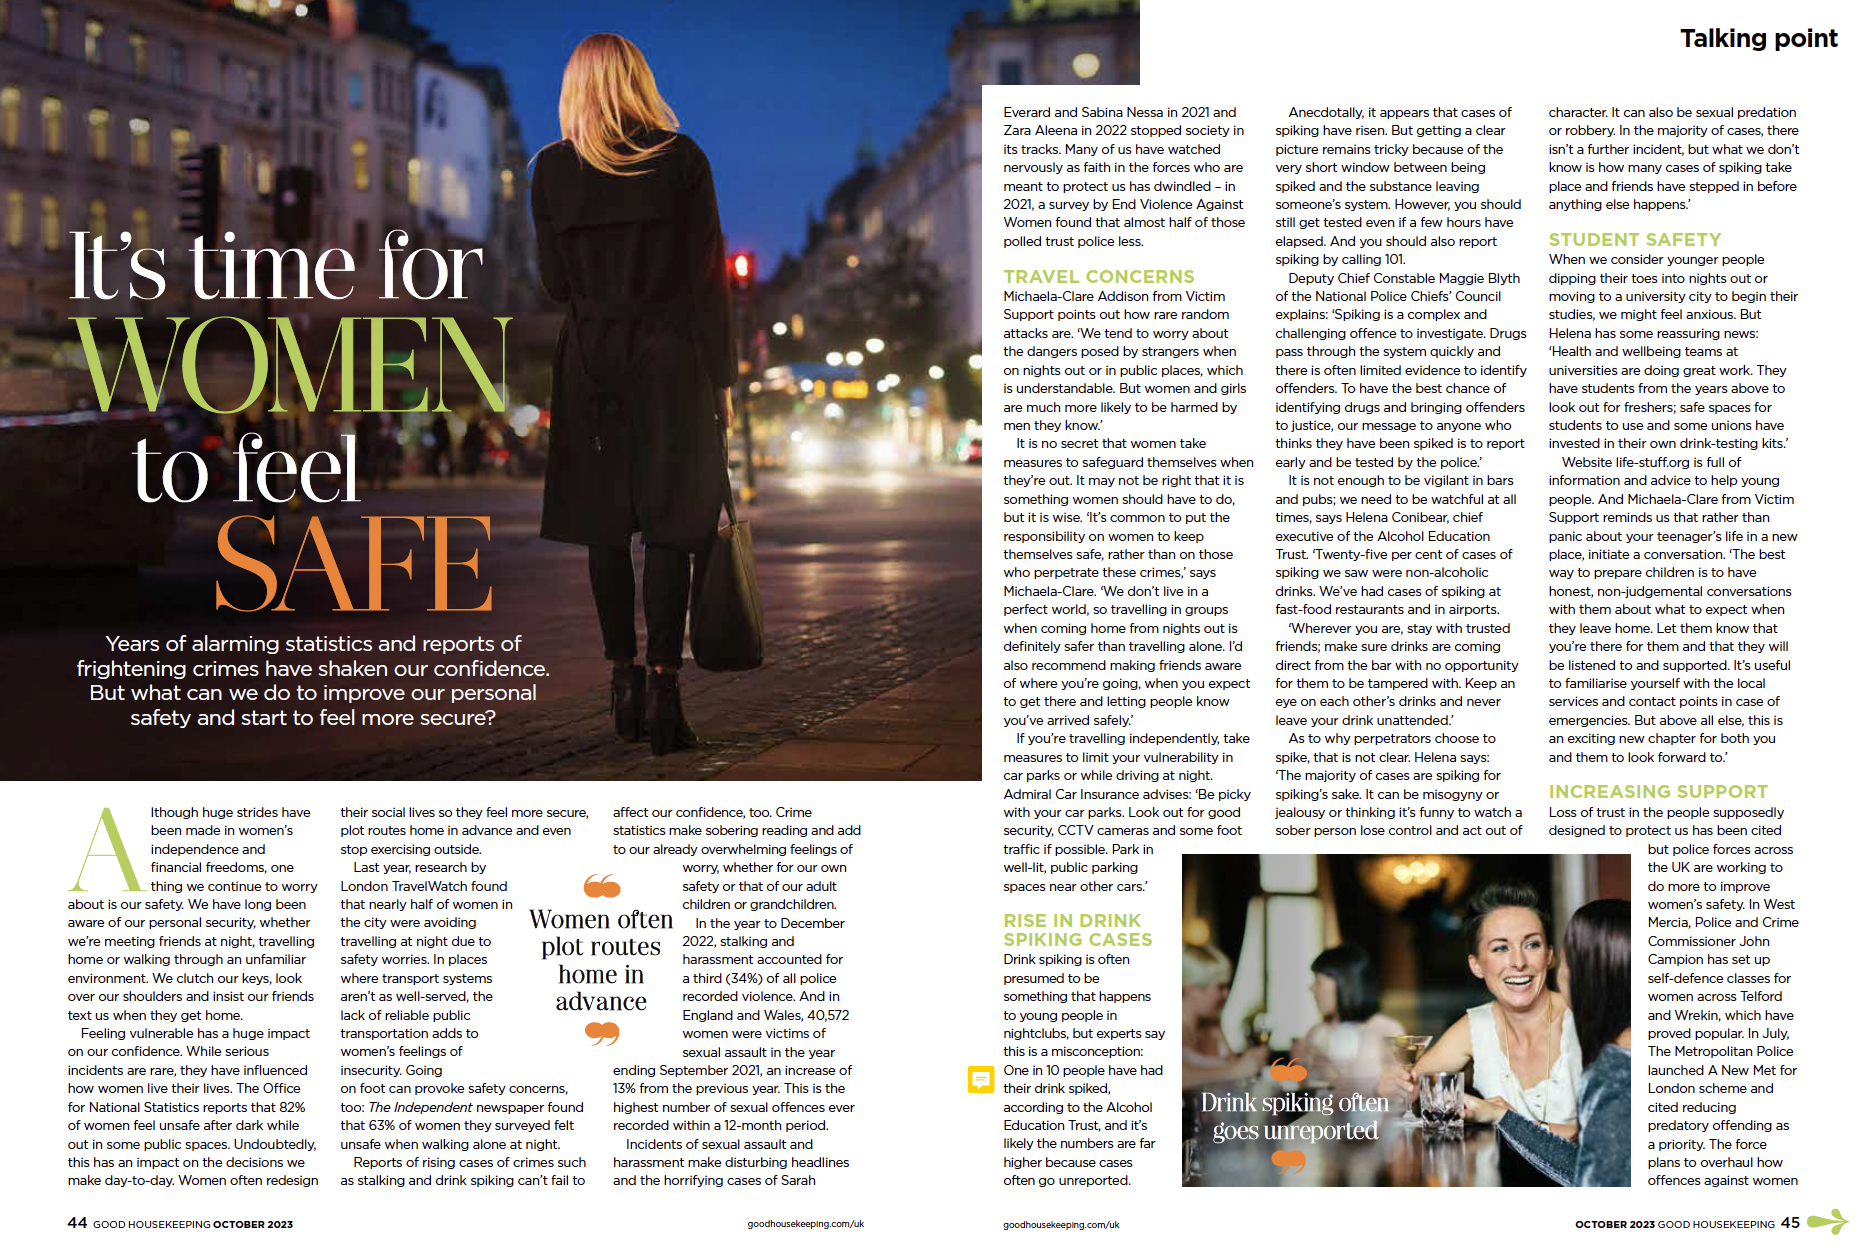 Talking point
It's time for
WOMEN
to feel
SAFE
Years of alarming statistics and reports of
frightening crimes have shaken our confidence.
But what can we do to improve our personal
safety and start to feel more secure?
Although huge strides have
been made in women's
independence and
financial freedoms, one
thing we continue to worry
about is our safety. We have long been
aware of our personal security, whether
we're meeting friends at night, travelling
home or walking through an unfamiliar
environment. We clutch our keys, look
over our shoulders and insist our friends
text us when they get home.
Feeling vulnerable has a huge impact
on our confidence. While serious
incidents are rare, they have influenced
how women live their lives. The Office
for National Statistics reports that 82%
of women feel unsafe after dark while
out in some public spaces. Undoubtedly,
this has an impact on the decisions we
make day-to-day. Women often redesign
their social lives so they feel more secure,
plot routes home in advance and even
stop exercising outside.
Last year, research by
London TravelWatch found
that nearly half of women in
the city were avoiding
travelling at night due to
safety worries. In places
where transport systems
aren't as well-served, the
lack of reliable public
transportation adds to
women's feelings of
insecurity. Going
on foot can provoke safety concerns,
too: The Independent newspaper found
that 63% of women they surveyed felt
unsafe when walking alone at night.
Reports of rising cases of crimes such
as stalking and drink spiking can't fail to
“
Women often
plot routes
home in
advance
”
affect our confidence, too. Crime
statistics make sobering reading and add
to our already overwhelming feelings of
worry, whether for our own
safety or that of our adult
children or grandchildren.
In the year to December
2022, stalking and
harassment accounted for
a third (34%) of all police
recorded violence. And in
England and Wales, 40,572
women were victims of
sexual assault in the year
ending September 2021, an increase of
13% from the previous year. This is the
highest number of sexual offences ever
recorded within a 12-month period.
Incidents of sexual assault and
harassment make disturbing headlines
and the horrifying cases of Sarah
44 GOOD HOUSEKEEPING OCTOBER 2023
goodhousekeeping.com/uk
Everard and Sabina Nessa in 2021 and
Zara Aleena in 2022 stopped society in
its tracks. Many of us have watched
nervously as faith in the forces who are
meant to protect us has dwindled – in
2021, a survey by End Violence Against
Women found that almost half of those
polled trust police less.
TRAVEL CONCERNS
Michaela-Clare Addison from Victim
Support points out how rare random
attacks are. 'We tend to worry about
the dangers posed by strangers when
on nights out or in public places, which
is understandable. But women and girls
are much more likely to be harmed by
men they know.'
It is no secret that women take
measures to safeguard themselves when
they're out. It may not be right that it is
something women should have to do,
but it is wise. 'It's common to put the
responsibility on women to keep
themselves safe, rather than on those
who perpetrate these crimes,' says
Michaela-Clare. 'We don't live in a
perfect world, so travelling in groups
when coming home from nights out is
definitely safer than travelling alone. I'd
also recommend making friends aware
of where you're going, when you expect
to get there and letting people know
you've arrived safely.'
If you're travelling independently, take
measures to limit your vulnerability in
car parks or while driving at night.
Admiral Car Insurance advises: 'Be picky
with your car parks. Look out for good
security, CCTV cameras and some foot
traffic if possible. Park in
well-lit, public parking
spaces near other cars.'
RISE IN DRINK
SPIKING CASES
Drink spiking is often
presumed to be
something that happens
to young people in
nightclubs, but experts say
this is a misconception:
One in 10 people have had
their drink spiked,
according to the Alcohol
Education Trust, and it's
likely the numbers are far
higher because cases
often go unreported.
Anecdotally, it appears that cases of
spiking have risen. But getting a clear
picture remains tricky because of the
very short window between being
spiked and the substance leaving
someone's system. However, you should
still get tested even if a few hours have
elapsed. And you should also report
spiking by calling 101.
Deputy Chief Constable Maggie Blyth
of the National Police Chiefs' Council
explains: 'Spiking is a complex and
challenging offence to investigate. Drugs
pass through the system quickly and
there is often limited evidence to identify
offenders. To have the best chance of
identifying drugs and bringing offenders
to justice, our message to anyone who
thinks they have been spiked is to report
early and be tested by the police.'
It is not enough to be vigilant in bars
and pubs; we need to be watchful at all
times, says Helena Conibear, chief
executive of the Alcohol Education
Trust. 'Twenty-five per cent of cases of
spiking we saw were non-alcoholic
drinks. We've had cases of spiking at
fast-food restaurants and in airports.
'Wherever you are, stay with trusted
friends; make sure drinks are coming
direct from the bar with no opportunity
for them to be tampered with. Keep an
eye on each other's drinks and never
leave your drink unattended.'
As to why perpetrators choose to
spike, that is not clear. Helena says:
'The majority of cases are spiking for
spiking's sake. It can be misogyny or
jealousy or thinking it's funny to watch a
sober person lose control and act out of
“
Drink spiking often
goes unreported
”
character. It can also be sexual predation
or robbery. In the majority of cases, there
isn't a further incident, but what we don't
know is how many cases of spiking take
place and friends have stepped in before
anything else happens.'
STUDENT SAFETY
When we consider younger people
dipping their toes into nights out or
moving to a university city to begin their
studies, we might feel anxious. But
Helena has some reassuring news:
'Health and wellbeing teams at
universities are doing great work. They
have students from the years above to
look out for freshers; safe spaces for
students to use and some unions have
invested in their own drink-testing kits.'
Website life-stuff.org is full of
information and advice to help young
people. And Michaela-Clare from Victim
Support reminds us that rather than
panic about your teenager's life in a new
place, initiate a conversation. 'The best
way to prepare children is to have
honest, non-judgemental conversations
with them about what to expect when
they leave home. Let them know that
you're there for them and that they will
be listened to and supported. It's useful
to familiarise yourself with the local
services and contact points in case of
emergencies. But above all else, this is
an exciting new chapter for both you
and them to look forward to.'
INCREASING SUPPORT
Loss of trust in the people supposedly
designed to protect us has been cited
but police forces across
the UK are working to
do more to improve
women's safety. In West
Mercia, Police and Crime
Commissioner John
Campion has set up
self-defence classes for
women across Telford
and Wrekin, which have
proved popular. In July,
The Metropolitan Police
launched A New Met for
London scheme and
cited reducing
predatory offending as
a priority. The force
plans to overhaul how
offences against women
goodhousekeeping.com/uk
OCTOBER 2023 GOOD HOUSEKEEPING 45